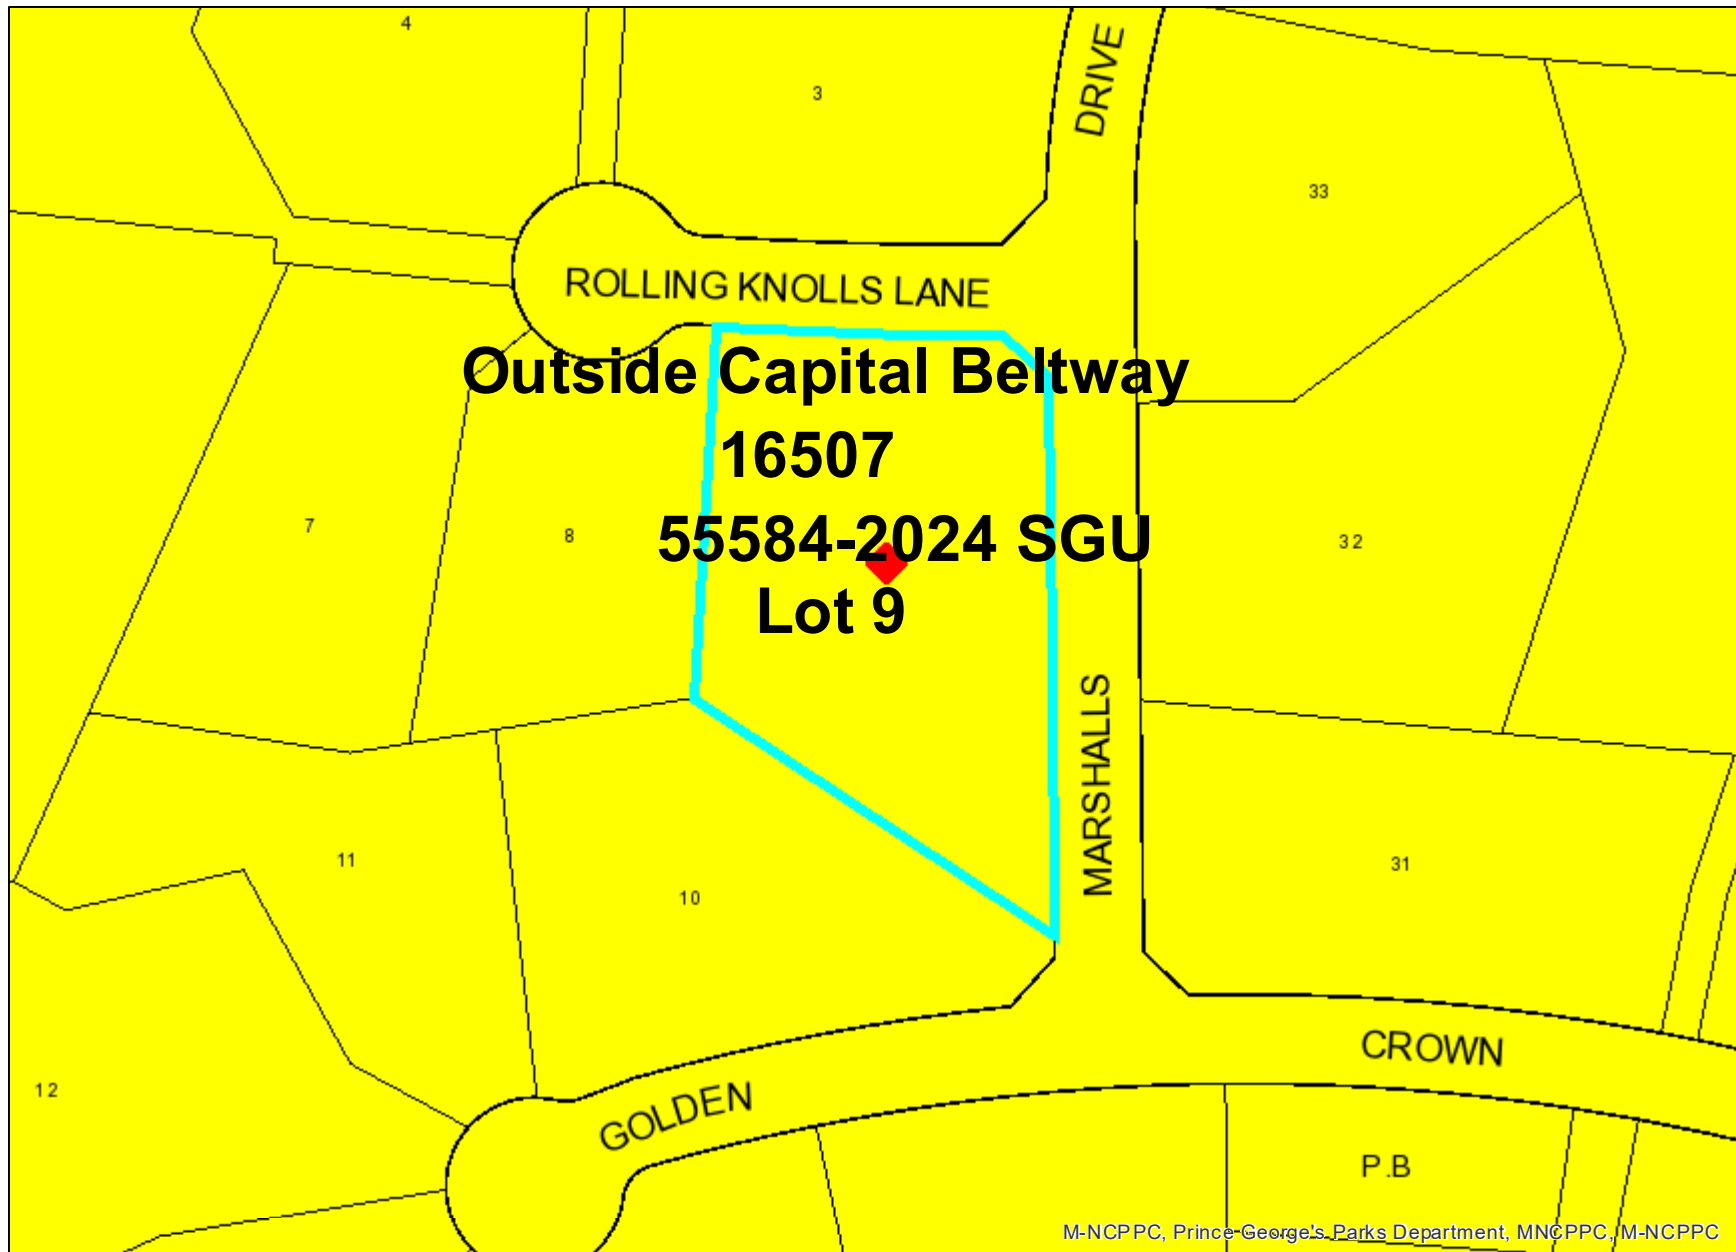 4
3
DRIVE
33
ROLLING KNOLLS LANE
Outside Capital Beltway
16507
55584-2024 SGU
Lot 9
7
8
32
MARSHALLS
11
10
31
12
CROWN
GOLDEN
P.B
M-NCPPC, Prince George's Parks Department, MNCPPC, M-NCPPC